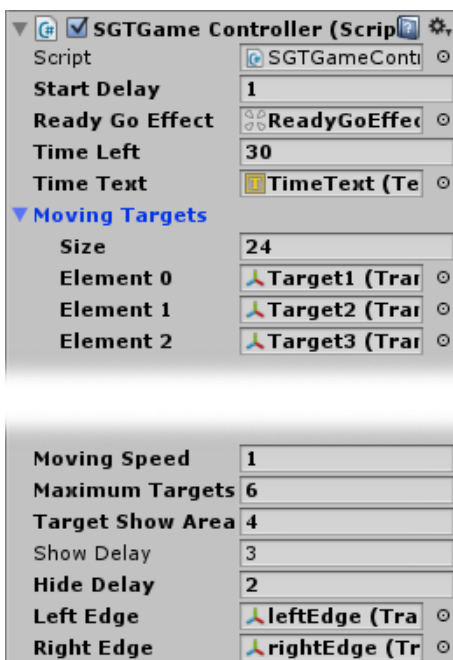 SGTGame Controller (Scrip
Script SGTGameContr
Start Delay 1
Ready Go Effect ReadyGoEffec
Time Left 30
Time Text TimeText (Te
Moving Targets
Size 24
Element 0 Target1 (Trar
Element 1 Target2 (Trar
Element 2 Target3 (Trar
Moving Speed 1
Maximum Targets 6
Target Show Area 4
Show Delay 3
Hide Delay 2
Left Edge leftEdge (Tra
Right Edge rightEdge (Tr